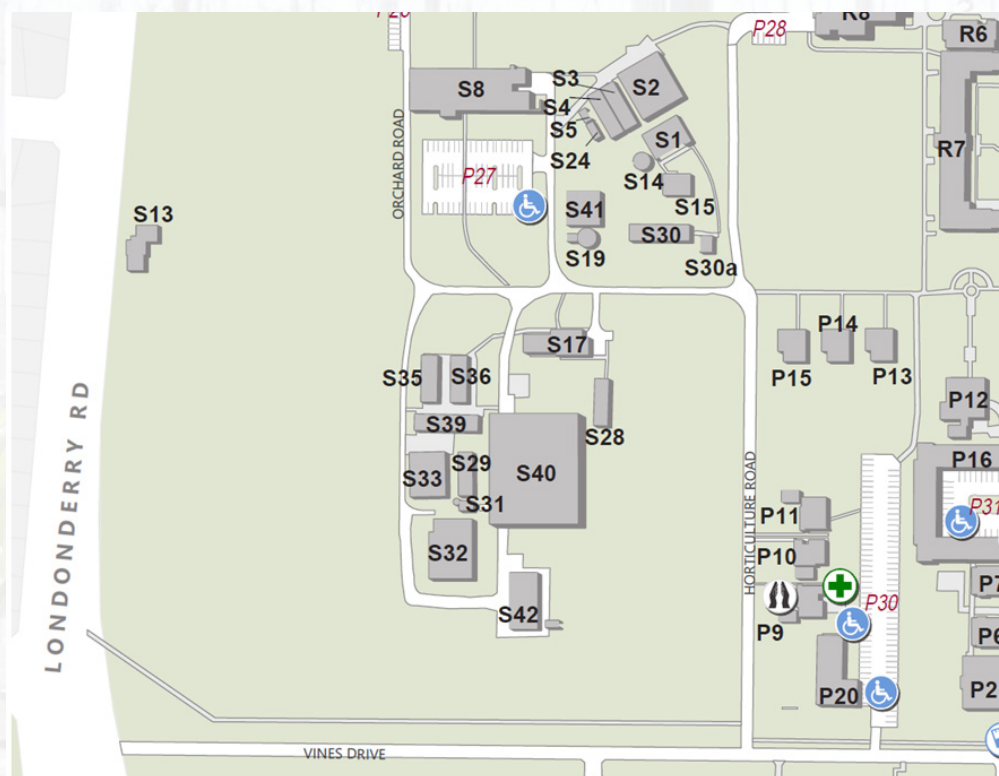 P28
R8
R6
S3
S2
S8
S4
S5
S1
R7
S24
P27
S14
ORCHARD ROAD
S15
S41
S13
S30
S19
S30a
P14
S17
P15
P13
S35
S36
P12
LONDONDERRY RD
S39
S28
P16
S29
S40
S33
HORTICULTURE ROAD
S31
P31
P11
S32
P10
P7
P30
S42
P9
P6
P20
P2
VINES DRIVE